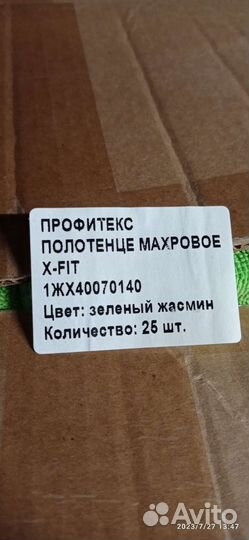 ПРОФИТЕКС
ПОЛОТЕНЦЕ МАХРОВОЕ
X-FIT
1ЖХ40070140
Цвет: зеленый жасмин
Количество: 25 шт.
2023/7/27 13:47
Avito